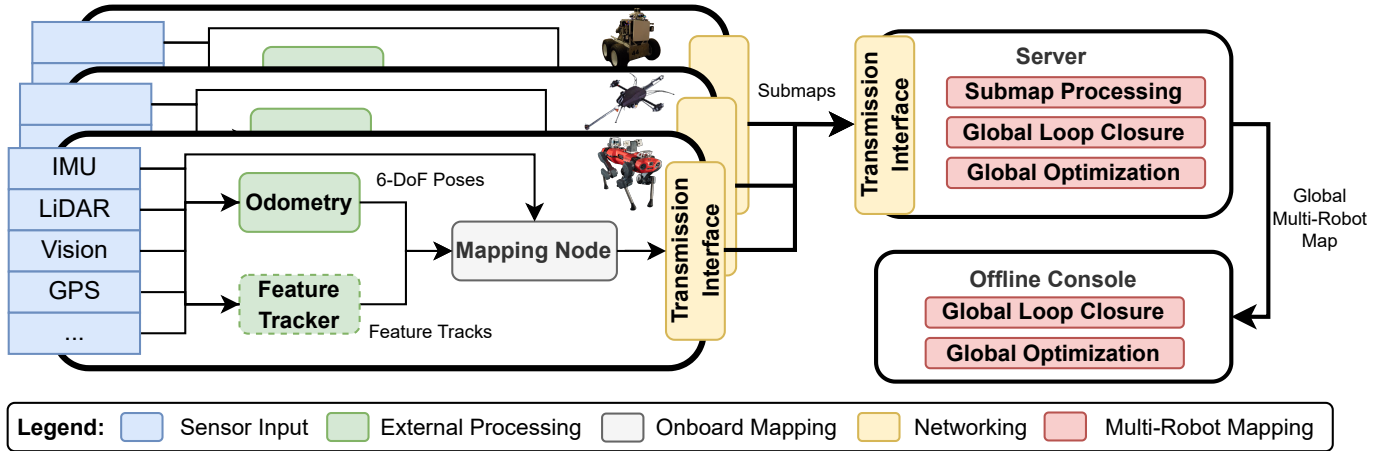 IMU
LiDAR
Vision
GPS
...
6-DoF Poses
Odometry
Feature
Tracker
Feature Tracks
Mapping Node
Transmission
Interface
Submaps
Transmission
Interface
Server
Submap Processing
Global Loop Closure
Global Optimization
Global
Multi-Robot
Map
Offline Console
Global Loop Closure
Global Optimization
Legend: Sensor Input External Processing Onboard Mapping Networking Multi-Robot Mapping